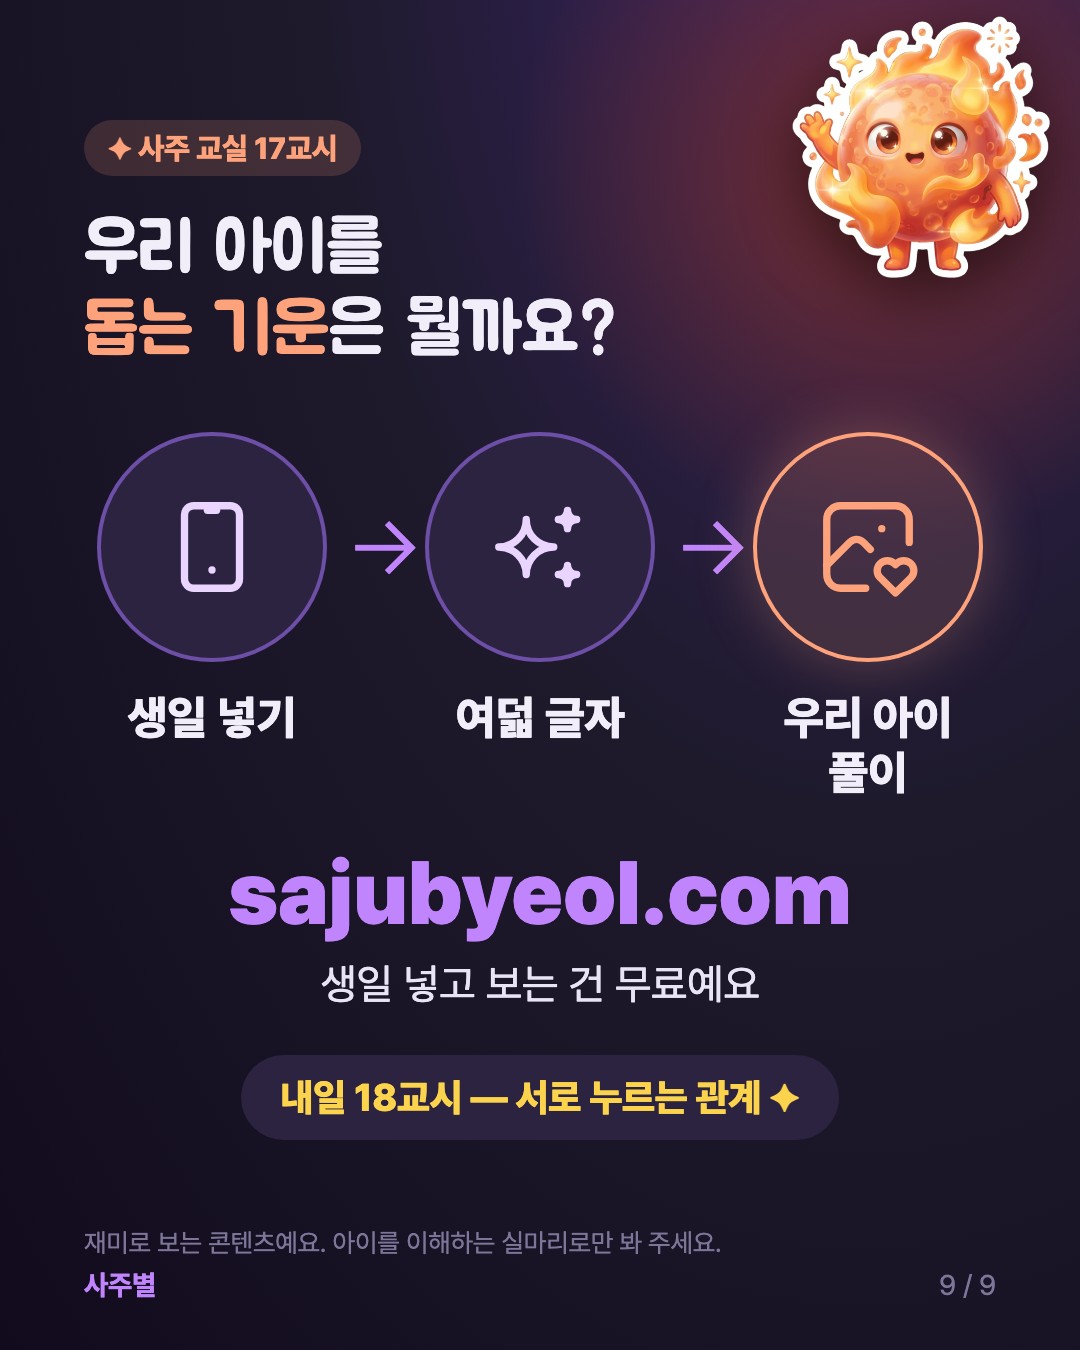 사주 교실 17교시
우리 아이를
돕는 기운은 뭘까요?
생일 넣기
여덟 글자
우리 아이
풀이
sajubyeol.com
생일 넣고 보는 건 무료예요
내일 18교시 — 서로 누르는 관계
재미로 보는 콘텐츠예요. 아이를 이해하는 실마리로만 봐 주세요.
사주별
9 / 9